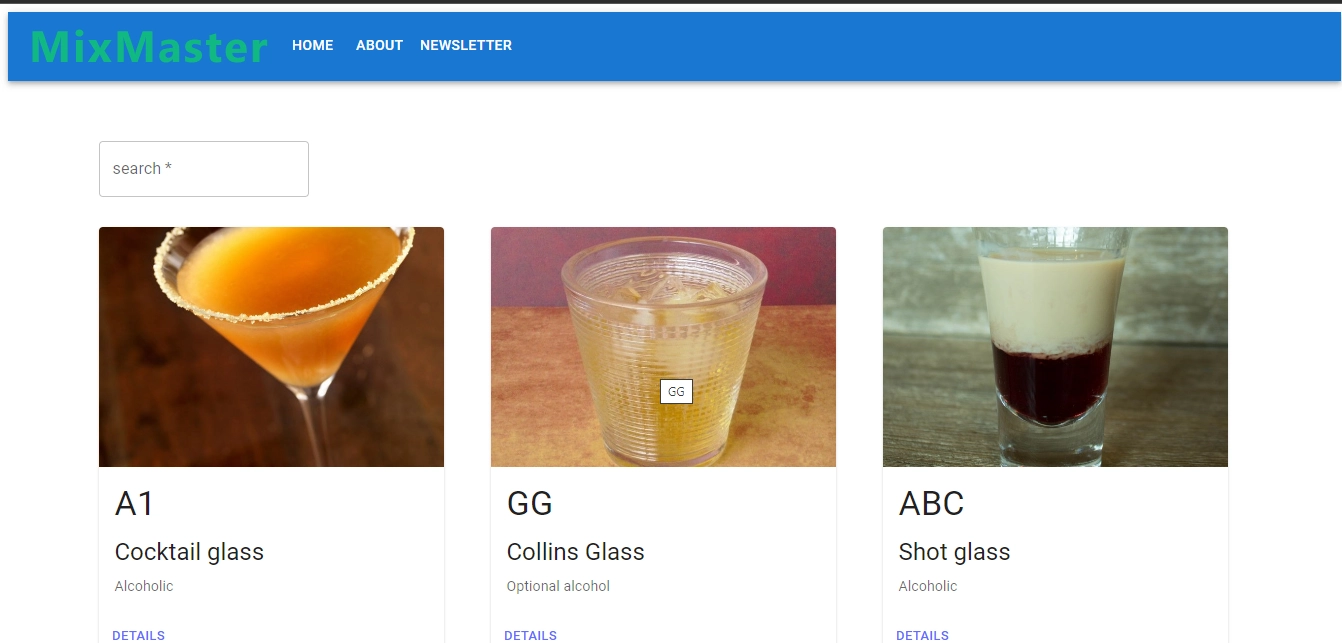 MixMaster HOME ABOUT NEWSLETTER
search *
GG
A1
Cocktail glass
Alcoholic
DETAILS
GG
Collins Glass
Optional alcohol
DETAILS
ABC
Shot glass
Alcoholic
DETAILS